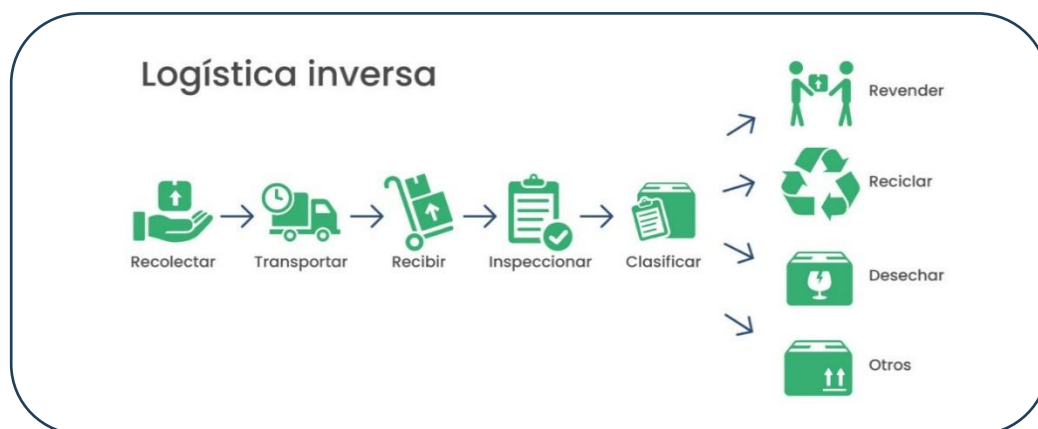 Logística inversa
Recolectar
Transportar
Recibir
Inspeccionar
Clasificar
Revender
Reciclar
Desechar
Otros